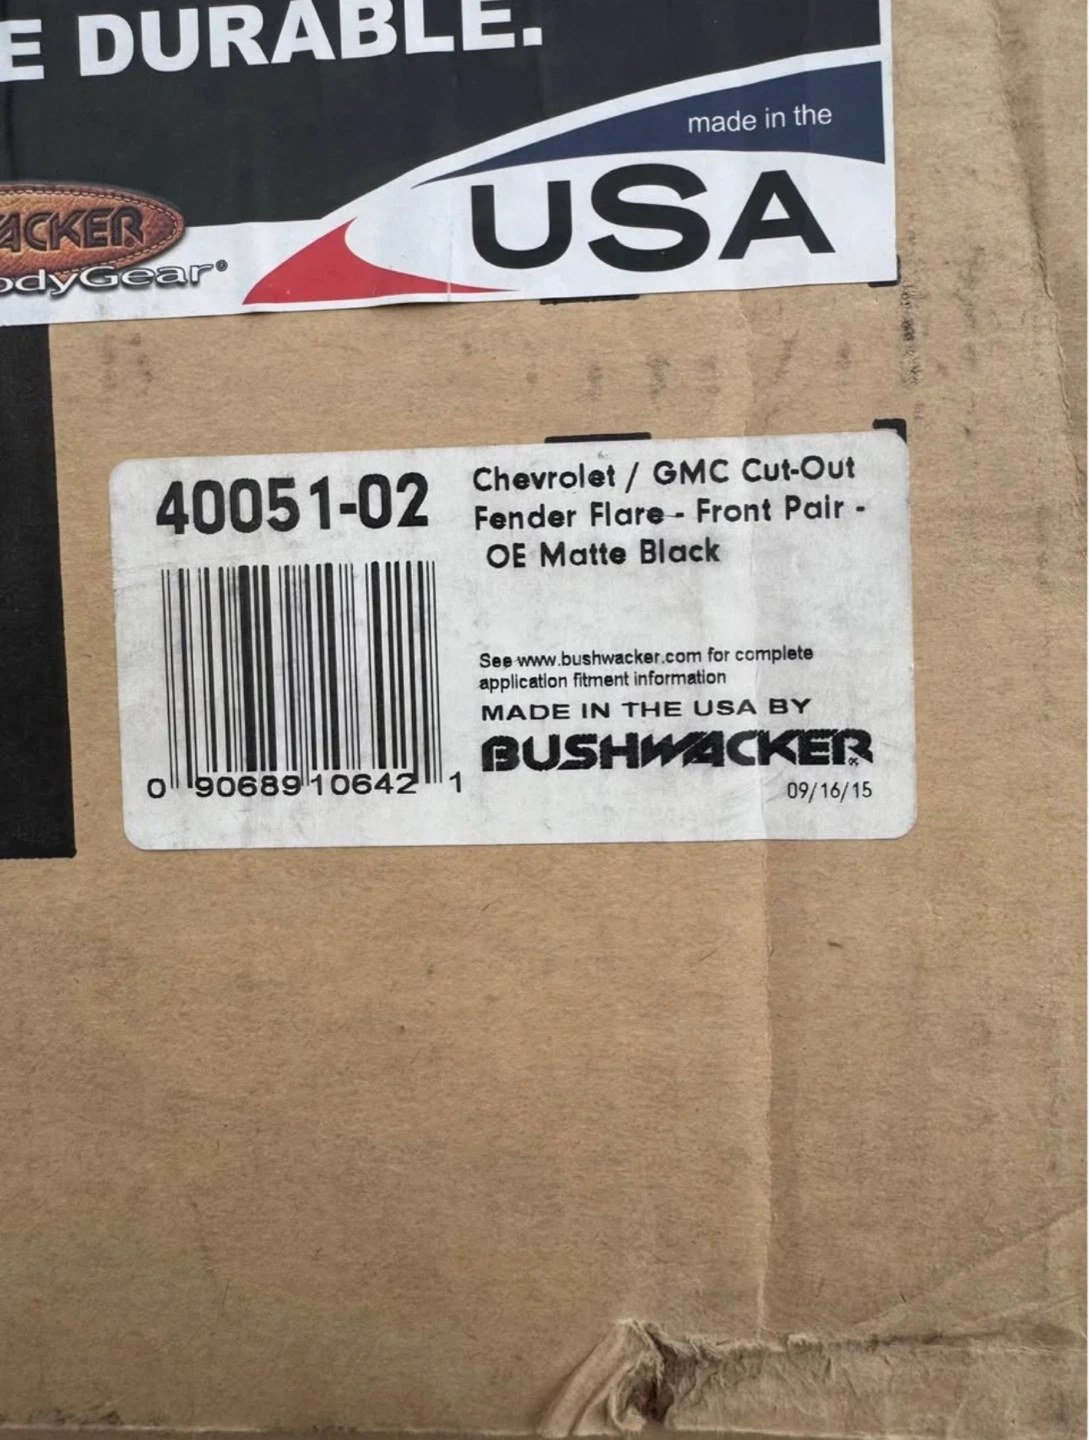 E DURABLE.
made in the
USA
ACKER
odyGear®
40051-02
Chevrolet / GMC Cut-Out
Fender Flare - Front Pair -
OE Matte Black
See www.bushwacker.com for complete
application fitment information
MADE IN THE USA BY
BUSHWACKER®
09/16/15
0 90689 10642 1